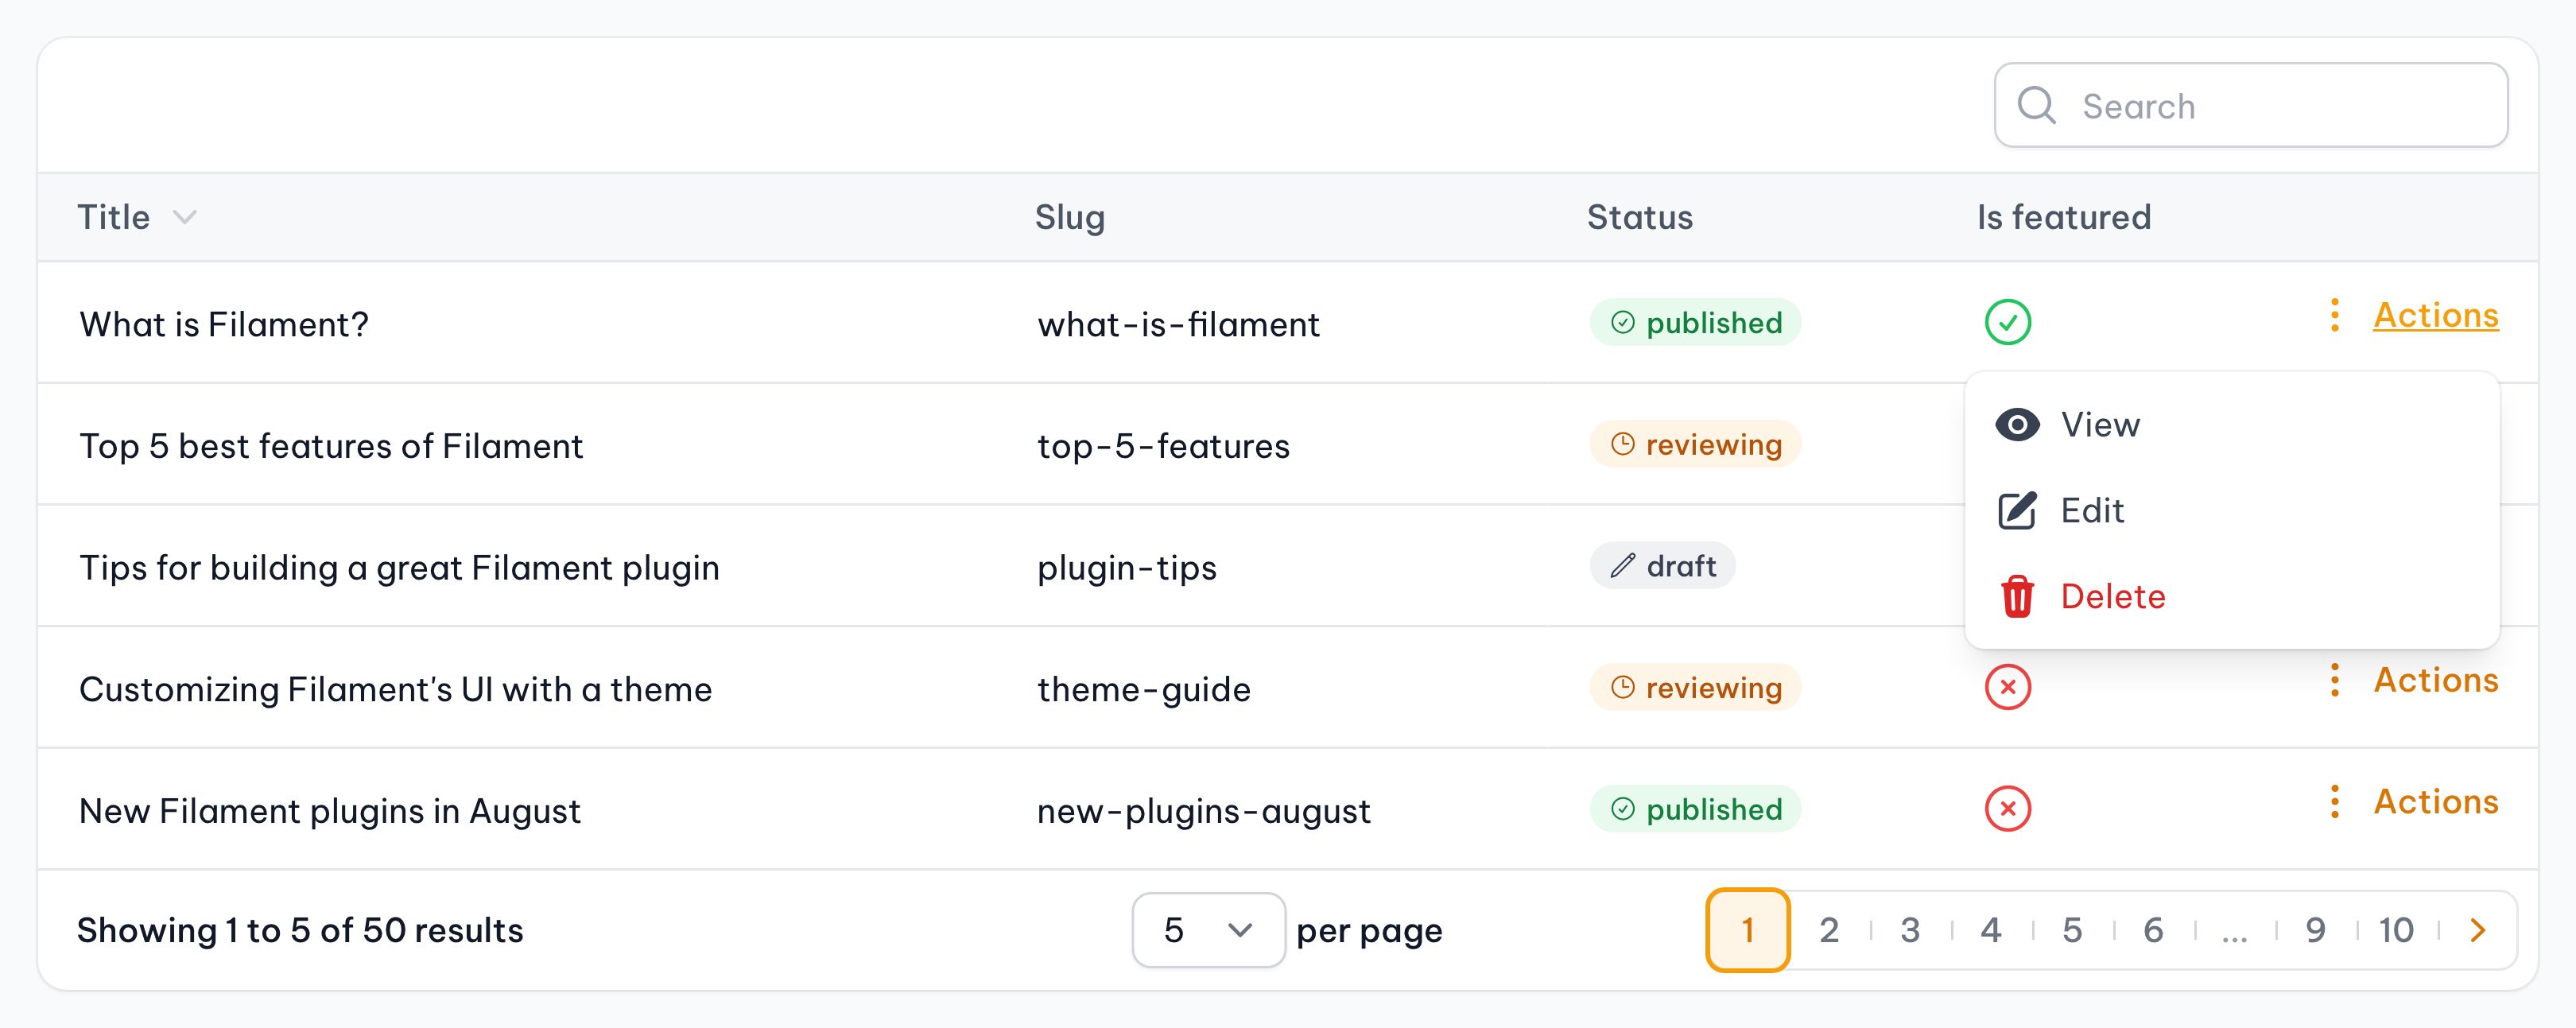 Search
Title Slug Status Is featured
What is Filament? what-is-filament published Actions
Top 5 best features of Filament top-5-features reviewing
View
Edit
Tips for building a great Filament plugin plugin-tips draft
Delete
Customizing Filament's UI with a theme theme-guide reviewing Actions
New Filament plugins in August new-plugins-august published Actions
Showing 1 to 5 of 50 results 5 per page 1 2 3 4 5 6 ... 9 10